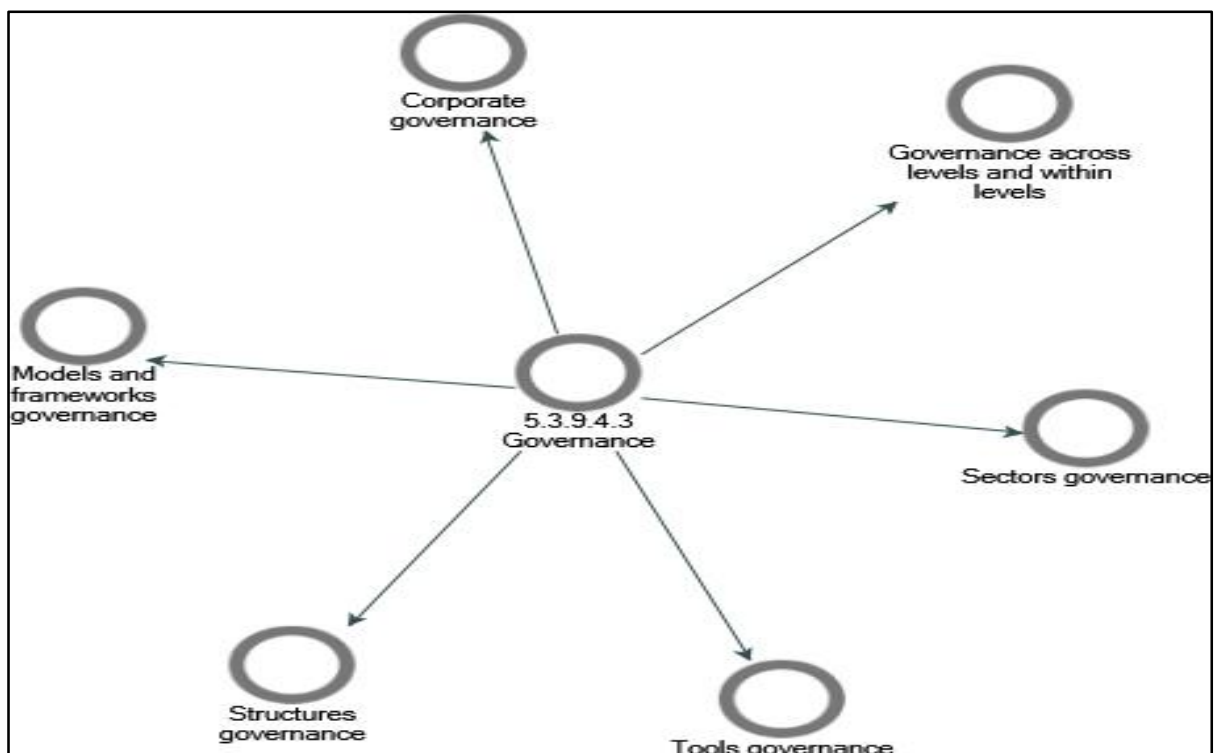 Corporate
governance
Governance across
levels and within
levels
Models and
frameworks
governance
5.3.9.4.3
Governance
Sectors governance
Structures
governance
Tools governance